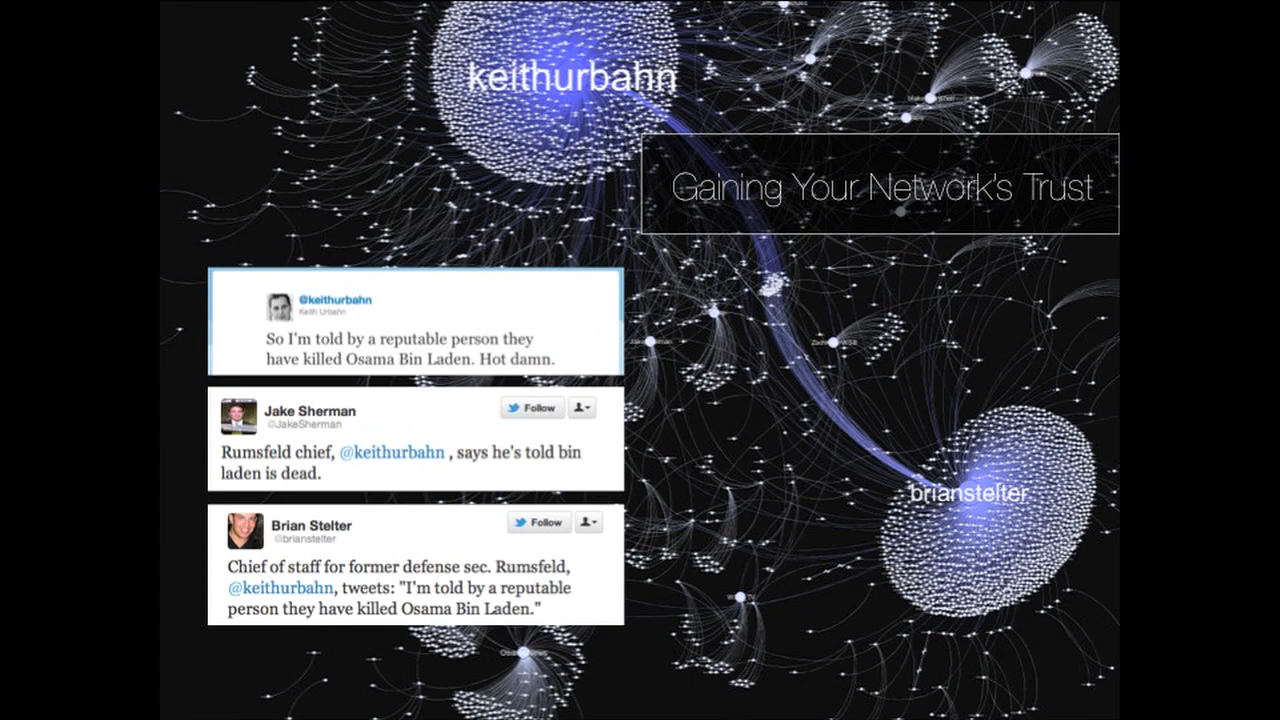 keithurbahn
Gaining Your Network's Trust
@keithurbahn
Keith Urbahn
So I'm told by a reputable person they
have killed Osama Bin Laden. Hot damn.
Jake Sherman
@JakeSherman
Follow
Rumsfeld chief, @keithurbahn , says he's told bin
laden is dead.
Brian Stelter
@brianstelter
Follow
Chief of staff for former defense sec. Rumsfeld,
@keithurbahn, tweets: "I'm told by a reputable
person they have killed Osama Bin Laden."
brianstelter